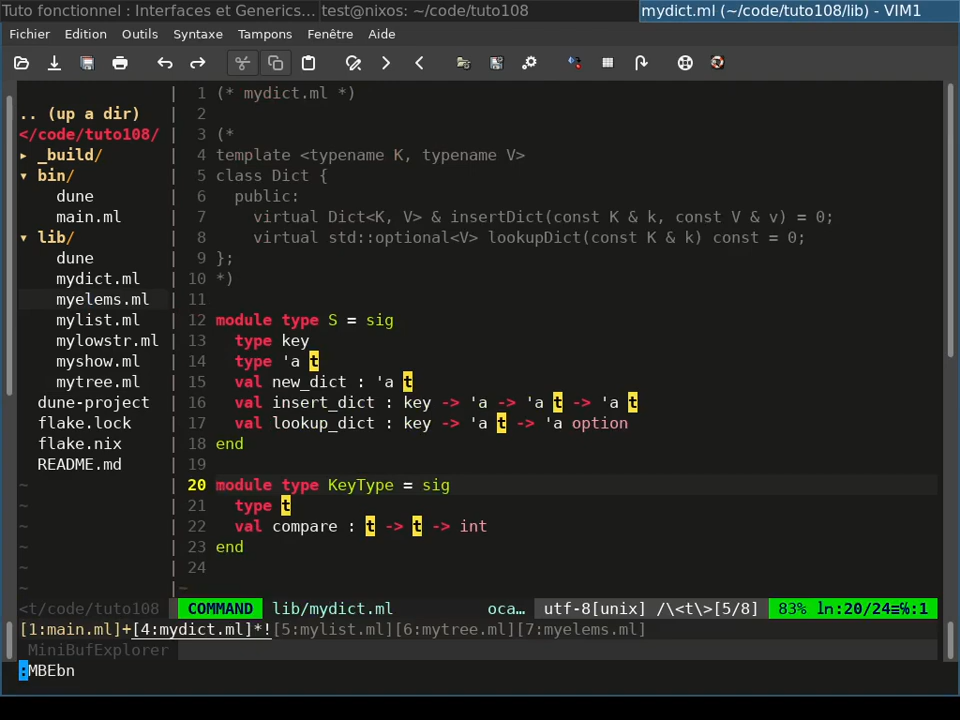 Tuto fonctionnel : Interfaces et Generics...
test@nixos: ~/code/tuto108
mydict.ml (~/code/tuto108/lib) - VIM1
Fichier Edition Outils Syntaxe Tampons Fenêtre Aide
.. (up a dir)
</code/tuto108/
▸ _build/
▾ bin/
dune
main.ml
▾ lib/
dune
mydict.ml
myelems.ml
mylist.ml
mylowstr.ml
myshow.ml
mytree.ml
dune-project
flake.lock
flake.nix
README.md
~
~
~
~
~
~
1 (* mydict.ml *)
2
3 (*
4 template <typename K, typename V>
5 class Dict {
6   public:
7     virtual Dict<K, V> & insertDict(const K & k, const V & v) = 0;
8     virtual std::optional<V> lookupDict(const K & k) const = 0;
9 };
10 *)
11
12 module type S = sig
13   type key
14   type 'a t
15   val new_dict : 'a t
16   val insert_dict : key -> 'a -> 'a t -> 'a t
17   val lookup_dict : key -> 'a t -> 'a option
18 end
19
20 module type KeyType = sig
21   type t
22   val compare : t -> t -> int
23 end
24
~
<t/code/tuto108 COMMAND lib/mydict.ml oca… utf-8[unix] /\<t\>[5/8] 83% ln:20/24≡℅:1
[1:main.ml]+[4:mydict.ml]*![5:mylist.ml][6:mytree.ml][7:myelems.ml]
MiniBufExplorer
:MBEbn